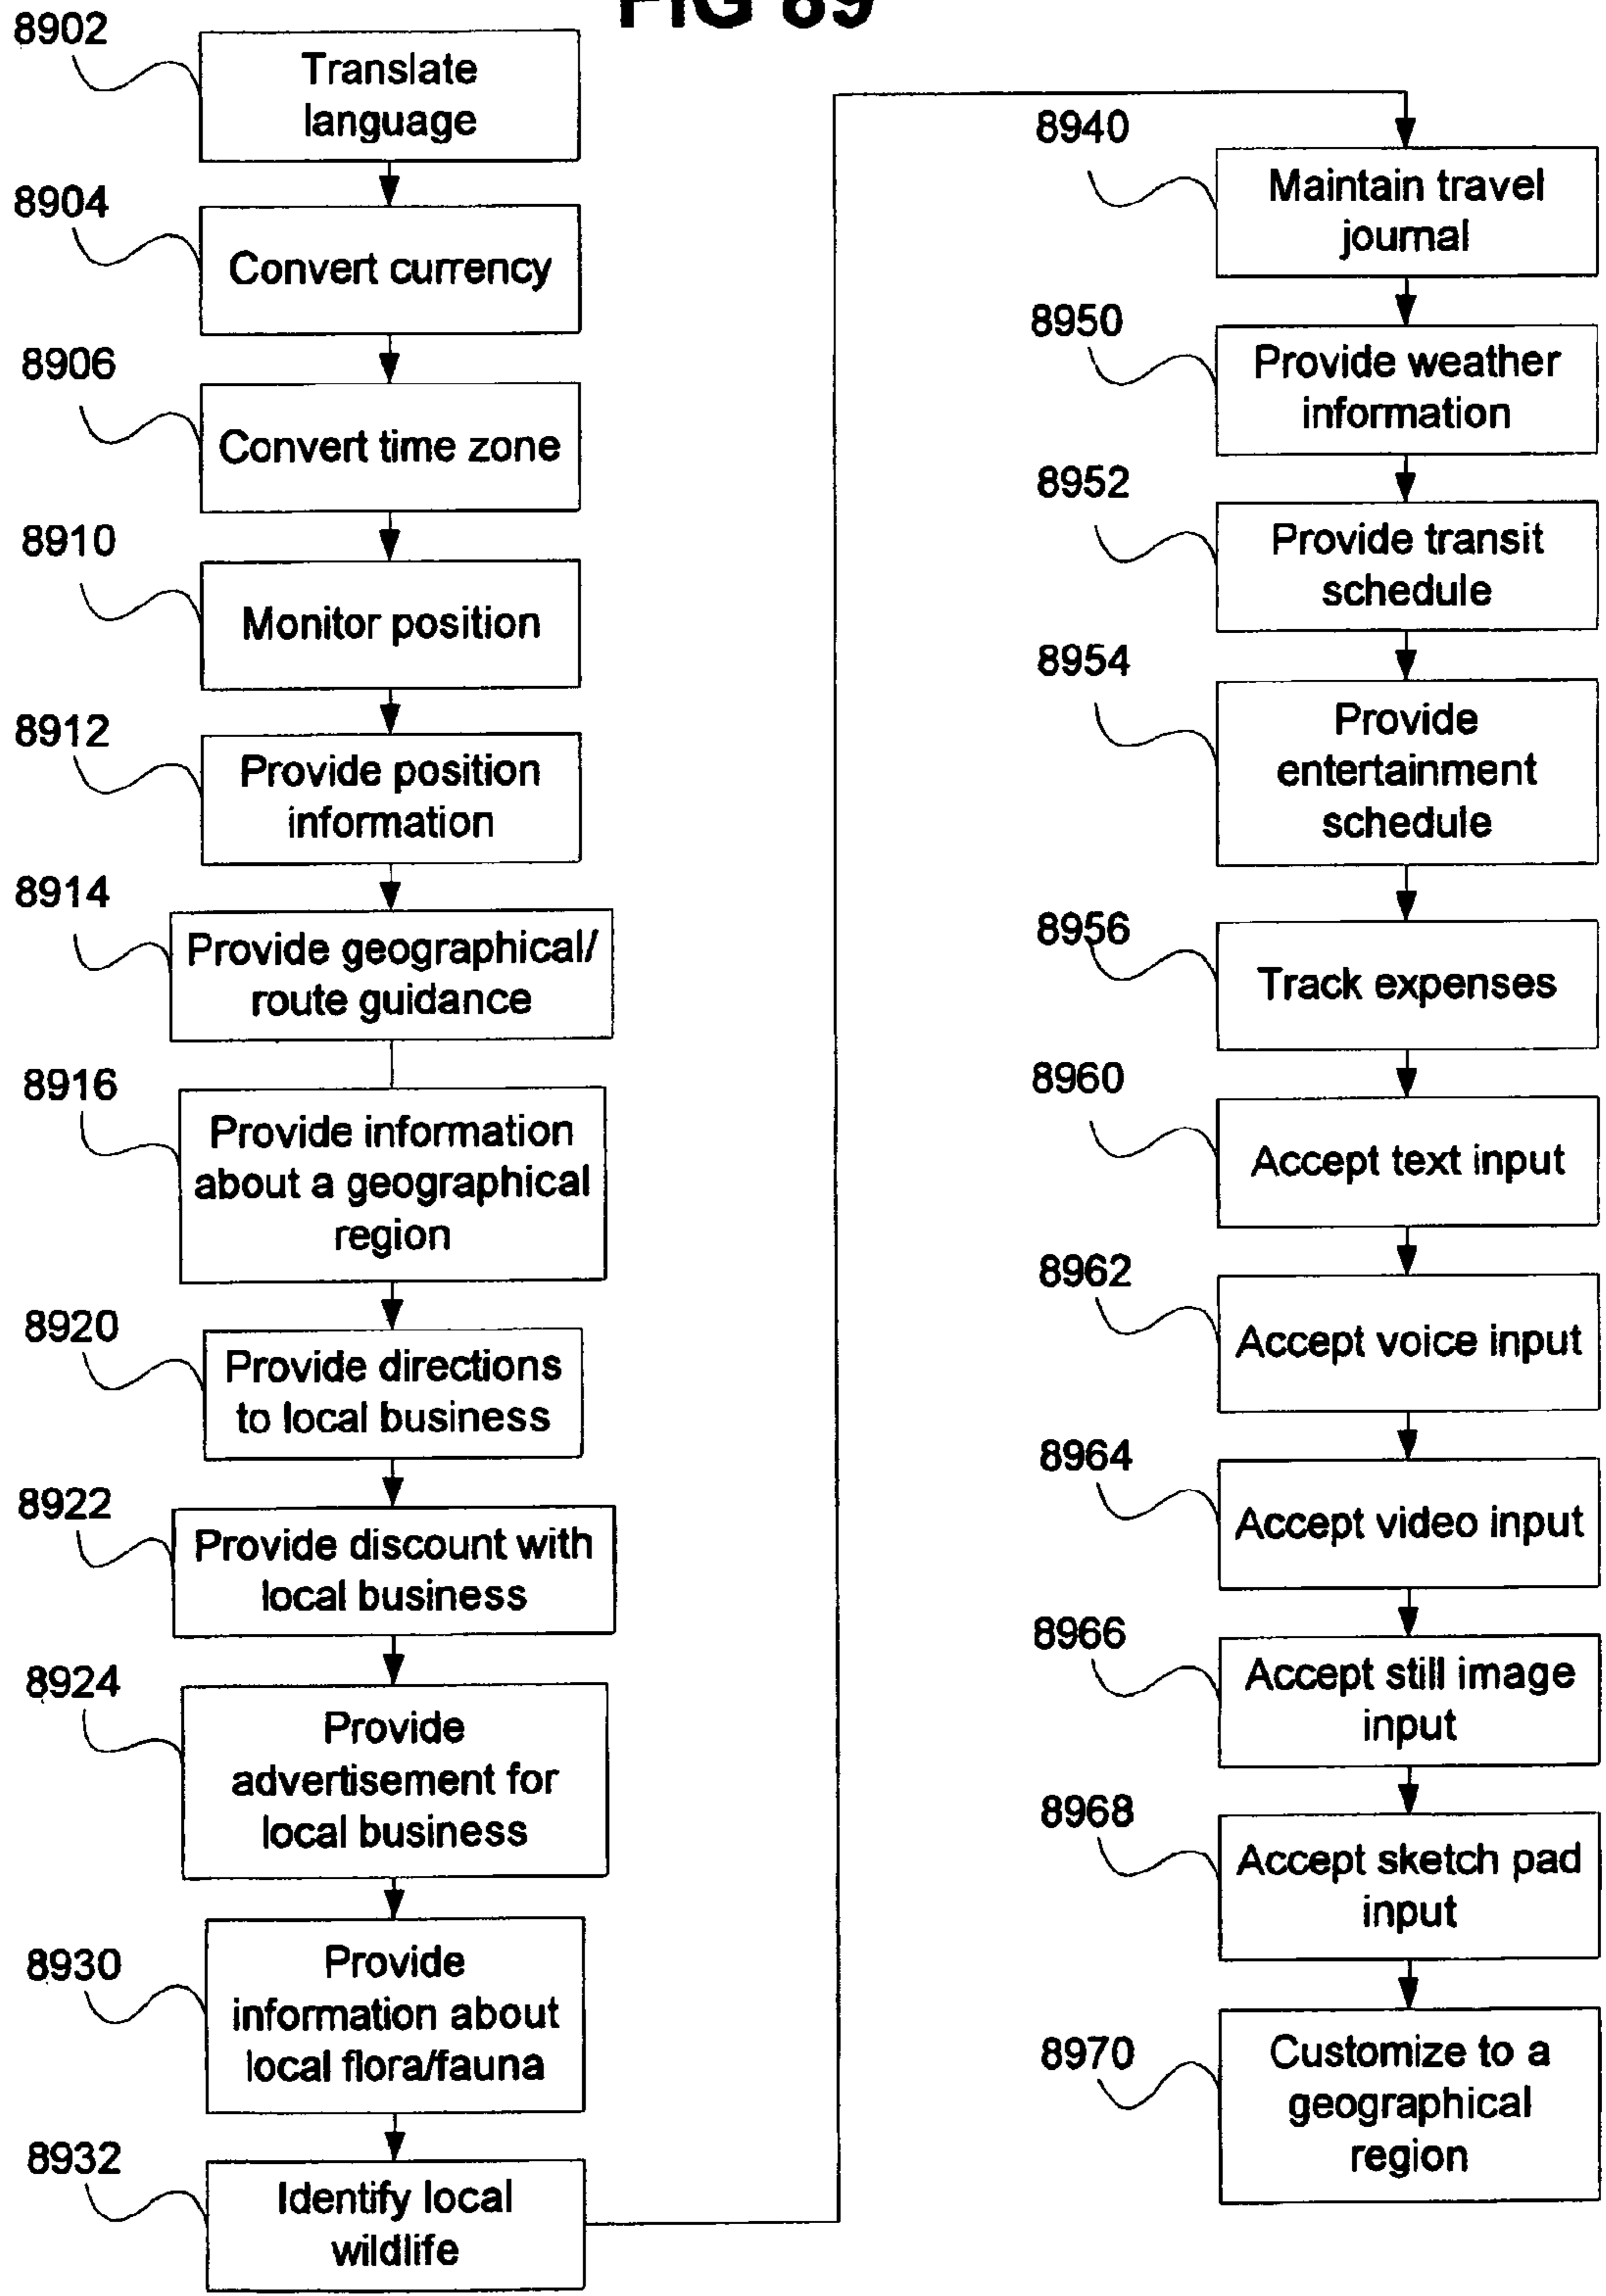 FIG 89
8902
Translate
language
8904
Convert currency
8906
Convert time zone
8910
Monitor position
8912
Provide position
information
8914
Provide geographical/
route guidance
8916
Provide information
about a geographical
region
8920
Provide directions
to local business
8922
Provide discount with
local business
8924
Provide
advertisement for
local business
8930
Provide
information about
local flora/fauna
8932
Identify local
wildlife
8940
Maintain travel
journal
8950
Provide weather
information
8952
Provide transit
schedule
8954
Provide
entertainment
schedule
8956
Track expenses
8960
Accept text input
8962
Accept voice input
8964
Accept video input
8966
Accept still image
input
8968
Accept sketch pad
input
8970
Customize to a
geographical
region